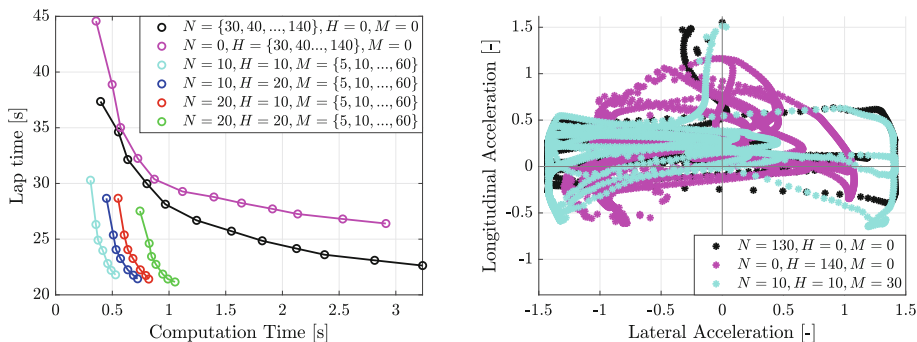 45
40
35
30
25
20
0
0.5
1
1.5
2
2.5
3
Lap time [s]
Computation Time [s]
N = {30, 40, ..., 140}, H = 0, M = 0
N = 0, H = {30, 40..., 140}, M = 0
N = 10, H = 10, M = {5, 10, ..., 60}
N = 10, H = 20, M = {5, 10, ..., 60}
N = 20, H = 10, M = {5, 10, ..., 60}
N = 20, H = 20, M = {5, 10, ..., 60}
1.5
1
0.5
0
-0.5
-1
-1.5
-1.5
-1
-0.5
0
0.5
1
1.5
Longitudinal Acceleration [-]
Lateral Acceleration [-]
N = 130, H = 0, M = 0
N = 0, H = 140, M = 0
N = 10, H = 10, M = 30